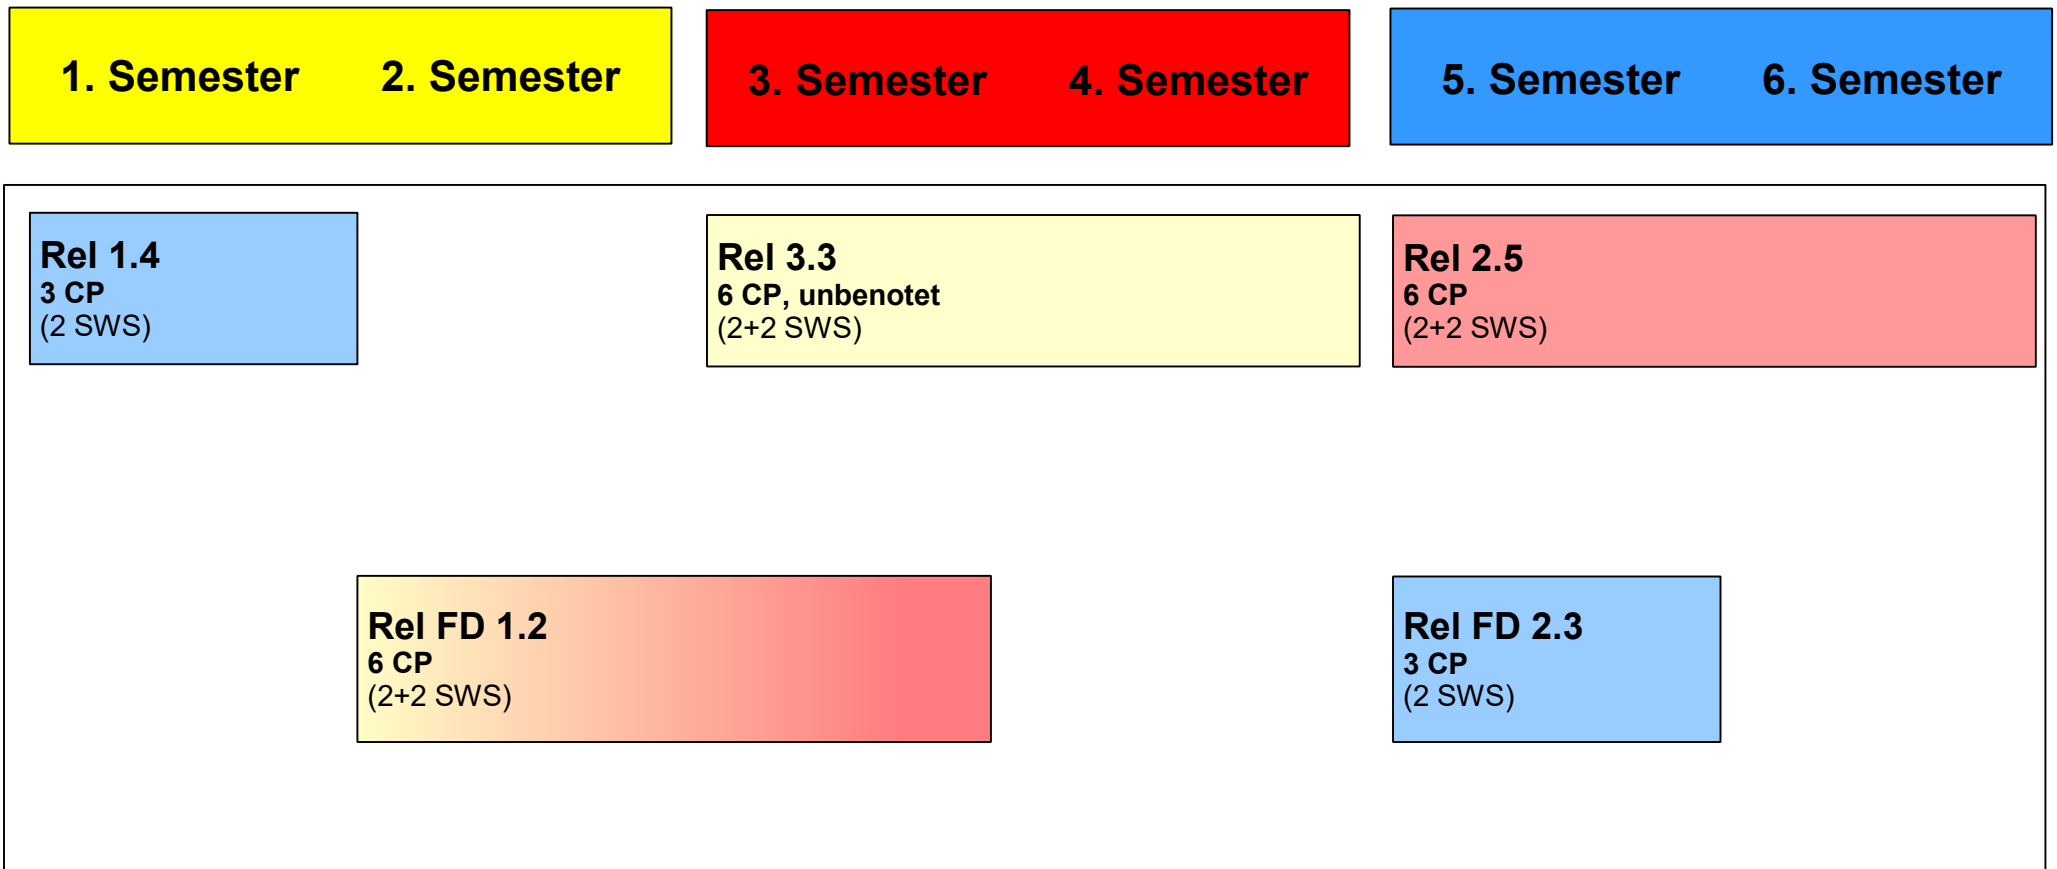 1. Semester 2. Semester
3. Semester 4. Semester
5. Semester 6. Semester
Rel 1.4
3 CP
(2 SWS)
Rel 3.3
6 CP, unbenotet
(2+2 SWS)
Rel 2.5
6 CP
(2+2 SWS)
Rel FD 1.2
6 CP
(2+2 SWS)
Rel FD 2.3
3 CP
(2 SWS)